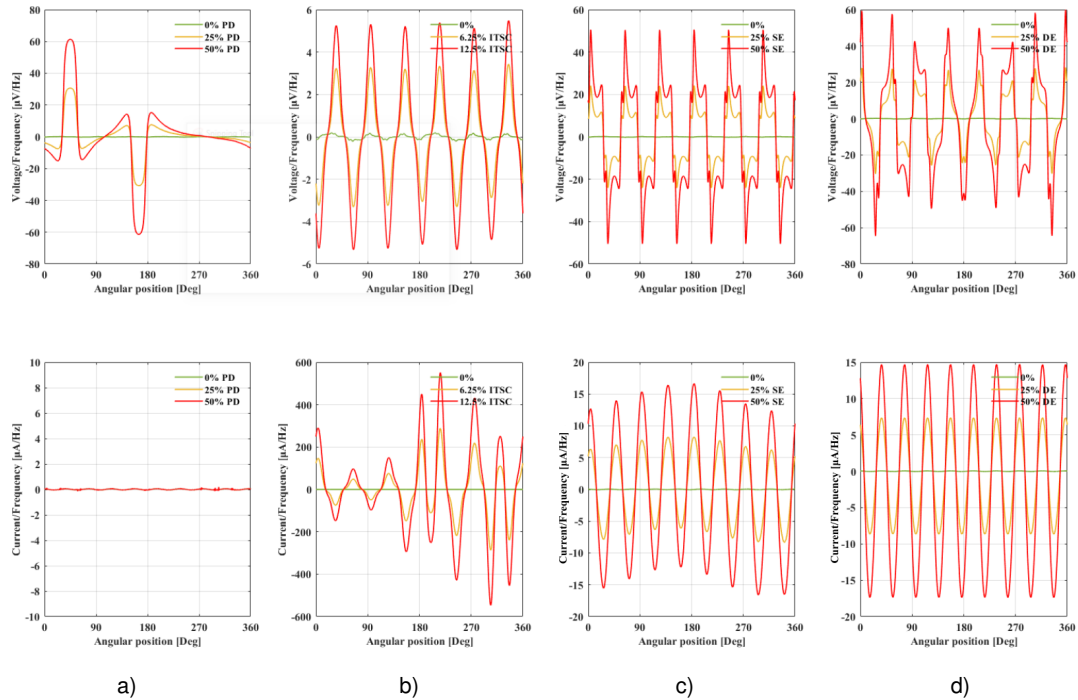 0% PD
25% PD
50% PD
80
60
40
20
0
-20
-40
-60
-80
Voltage/Frequency [µV/Hz]
0 90 180 270 360
Angular position [Deg]
0%
6.25% ITSC
12.5% ITSC
6
4
2
0
-2
-4
-6
Voltage/Frequency [µV/Hz]
0 90 180 270 360
Angular position [Deg]
0%
25% SE
50% SE
60
40
20
0
-20
-40
-60
Voltage/Frequency [µV/Hz]
0 90 180 270 360
Angular position [Deg]
0%
25% DE
50% DE
60
40
20
0
-20
-40
-60
-80
Voltage/Frequency [µV/Hz]
0 90 180 270 360
Angular position [Deg]
0% PD
25% PD
50% PD
10
8
6
4
2
0
-2
-4
-6
-8
-10
Current/Frequency [µA/Hz]
0 90 180 270 360
Angular position [Deg]
0%
6.25% ITSC
12.5% ITSC
600
400
200
0
-200
-400
-600
Current/Frequency [µA/Hz]
0 90 180 270 360
Angular position [Deg]
0%
25% SE
50% SE
20
15
10
5
0
-5
-10
-15
-20
Current/Frequency [µA/Hz]
0 90 180 270 360
Angular position [Deg]
0%
25% DE
50% DE
15
10
5
0
-5
-10
-15
-20
Current/Frequency [µA/Hz]
0 90 180 270 360
Angular position [Deg]
a) b) c) d)